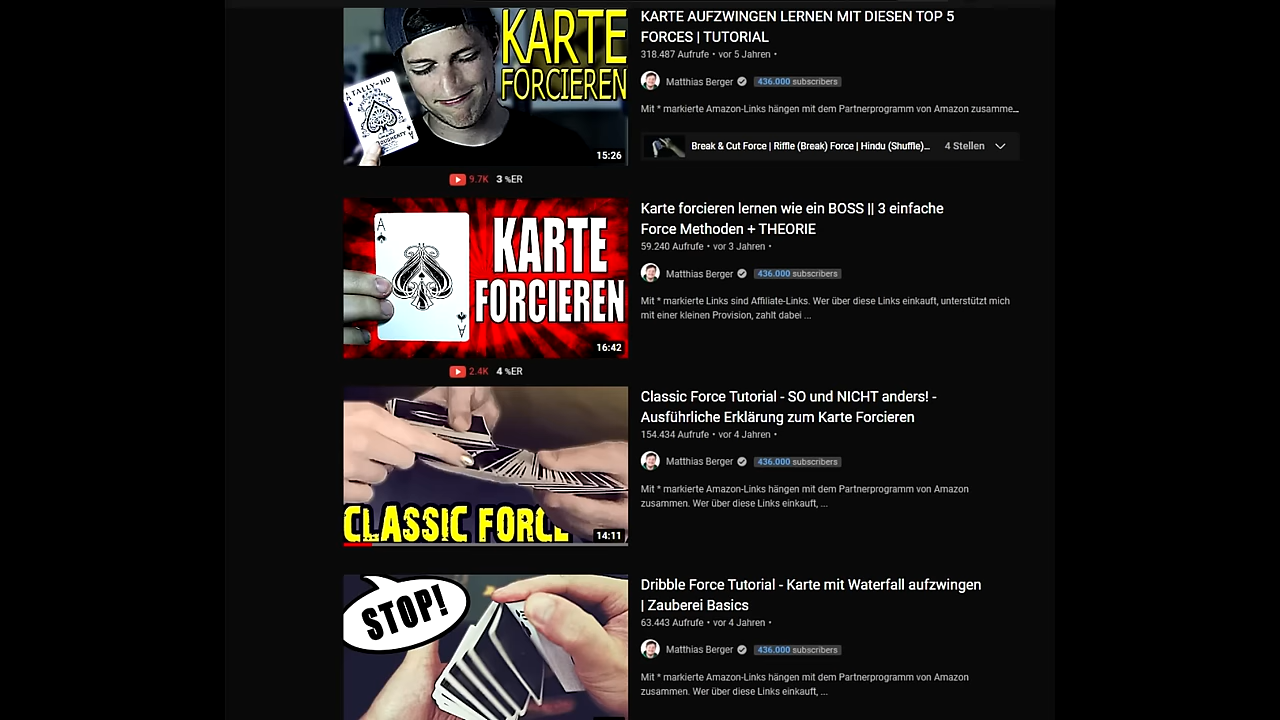 KARTE
FORCIEREN
TALLY-HO
15:26
KARTE AUFZWINGEN LERNEN MIT DIESEN TOP 5
FORCES | TUTORIAL
318.487 Aufrufe • vor 5 Jahren •
Matthias Berger 436.000 subscribers
Mit * markierte Amazon-Links hängen mit dem Partnerprogramm von Amazon zusamme...
Break & Cut Force | Riffle (Break) Force | Hindu (Shuffle)... 4 Stellen
9.7K 3 %ER
A
KARTE
FORCIEREN
A
16:42
Karte forcieren lernen wie ein BOSS || 3 einfache
Force Methoden + THEORIE
59.240 Aufrufe • vor 3 Jahren •
Matthias Berger 436.000 subscribers
Mit * markierte Links sind Affiliate-Links. Wer über diese Links einkauft, unterstützt mich
mit einer kleinen Provision, zahlt dabei ...
2.4K 4 %ER
CLASSIC FORCE
14:11
Classic Force Tutorial - SO und NICHT anders! -
Ausführliche Erklärung zum Karte Forcieren
154.434 Aufrufe • vor 4 Jahren •
Matthias Berger 436.000 subscribers
Mit * markierte Amazon-Links hängen mit dem Partnerprogramm von Amazon
zusammen. Wer über diese Links einkauft, ...
STOP!
Dribble Force Tutorial - Karte mit Waterfall aufzwingen
| Zauberei Basics
63.443 Aufrufe • vor 4 Jahren •
Matthias Berger 436.000 subscribers
Mit * markierte Amazon-Links hängen mit dem Partnerprogramm von Amazon
zusammen. Wer über diese Links einkauft, ...